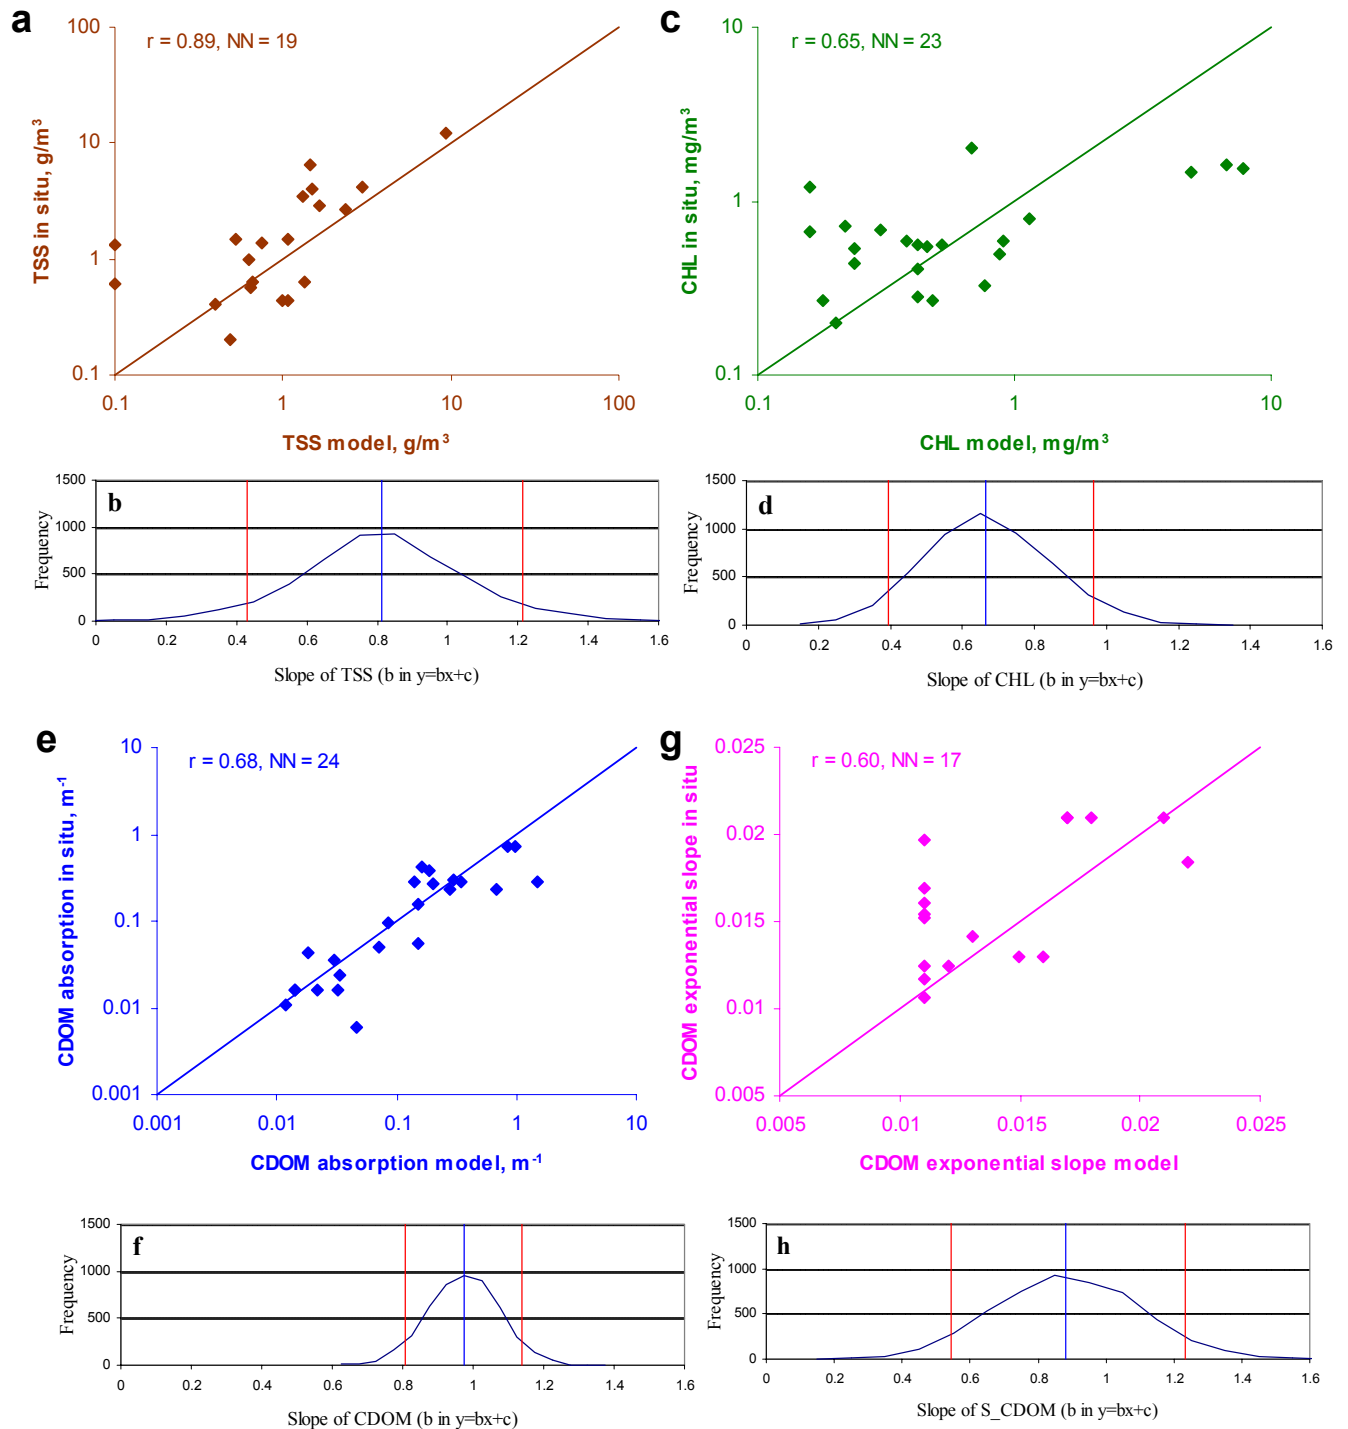 a
r = 0.89, NN = 19
100
10
1
0.1
TSS in situ, g/m³
0.1 1 10 100
TSS model, g/m³
c
r = 0.65, NN = 23
10
1
0.1
CHL in situ, mg/m³
0.1 1 10
CHL model, mg/m³
b
1500
1000
500
0
Frequency
0 0.2 0.4 0.6 0.8 1 1.2 1.4 1.6
Slope of TSS (b in y=bx+c)
d
1500
1000
500
0
Frequency
0 0.2 0.4 0.6 0.8 1 1.2 1.4 1.6
Slope of CHL (b in y=bx+c)
e
r = 0.68, NN = 24
10
1
0.1
0.01
0.001
CDOM absorption in situ, m⁻¹
0.001 0.01 0.1 1 10
CDOM absorption model, m⁻¹
g
r = 0.60, NN = 17
0.025
0.02
0.015
0.01
0.005
CDOM exponential slope in situ
0.005 0.01 0.015 0.02 0.025
CDOM exponential slope model
f
1500
1000
500
0
Frequency
0 0.2 0.4 0.6 0.8 1 1.2 1.4 1.6
Slope of CDOM (b in y=bx+c)
h
1500
1000
500
0
Frequency
0 0.2 0.4 0.6 0.8 1 1.2 1.4 1.6
Slope of S_CDOM (b in y=bx+c)